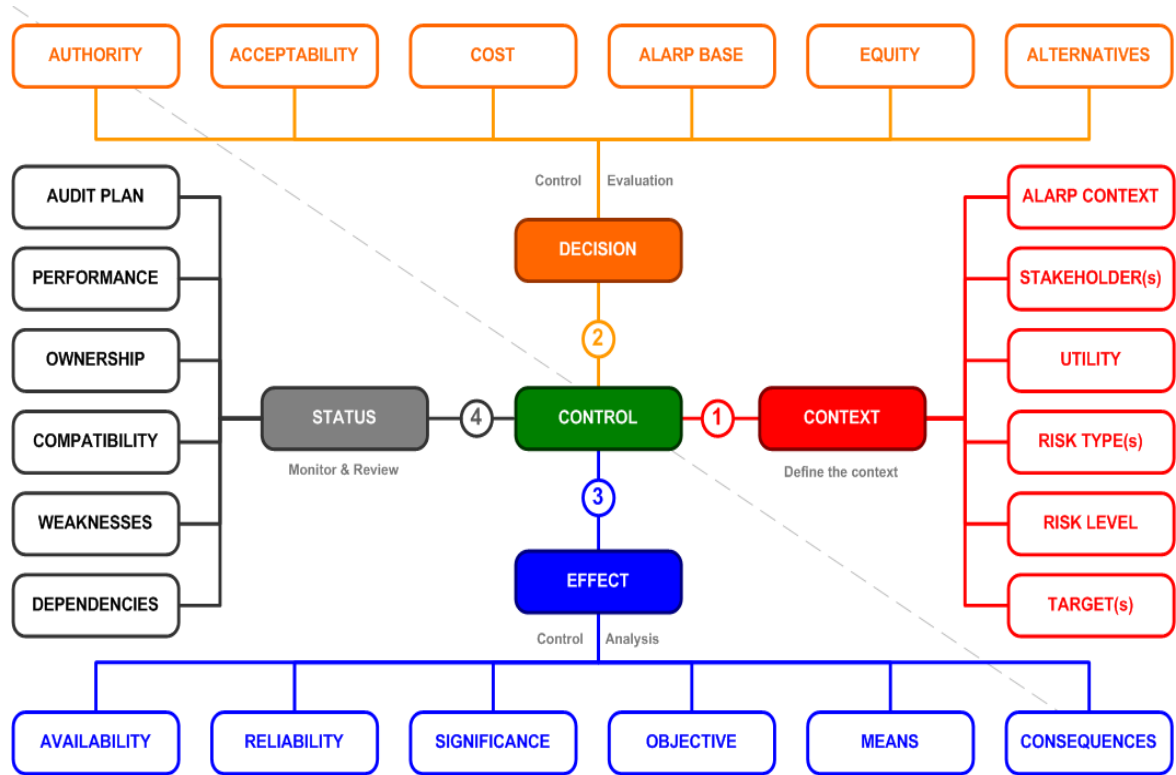 AUTHORITY
ACCEPTABILITY
COST
ALARP BASE
EQUITY
ALTERNATIVES
Control Evaluation
DECISION
2
AUDIT PLAN
PERFORMANCE
OWNERSHIP
COMPATIBILITY
WEAKNESSES
DEPENDENCIES
STATUS
Monitor & Review
4
CONTROL
1
CONTEXT
Define the context
ALARP CONTEXT
STAKEHOLDER(s)
UTILITY
RISK TYPE(s)
RISK LEVEL
TARGET(s)
3
EFFECT
Control Analysis
AVAILABILITY
RELIABILITY
SIGNIFICANCE
OBJECTIVE
MEANS
CONSEQUENCES